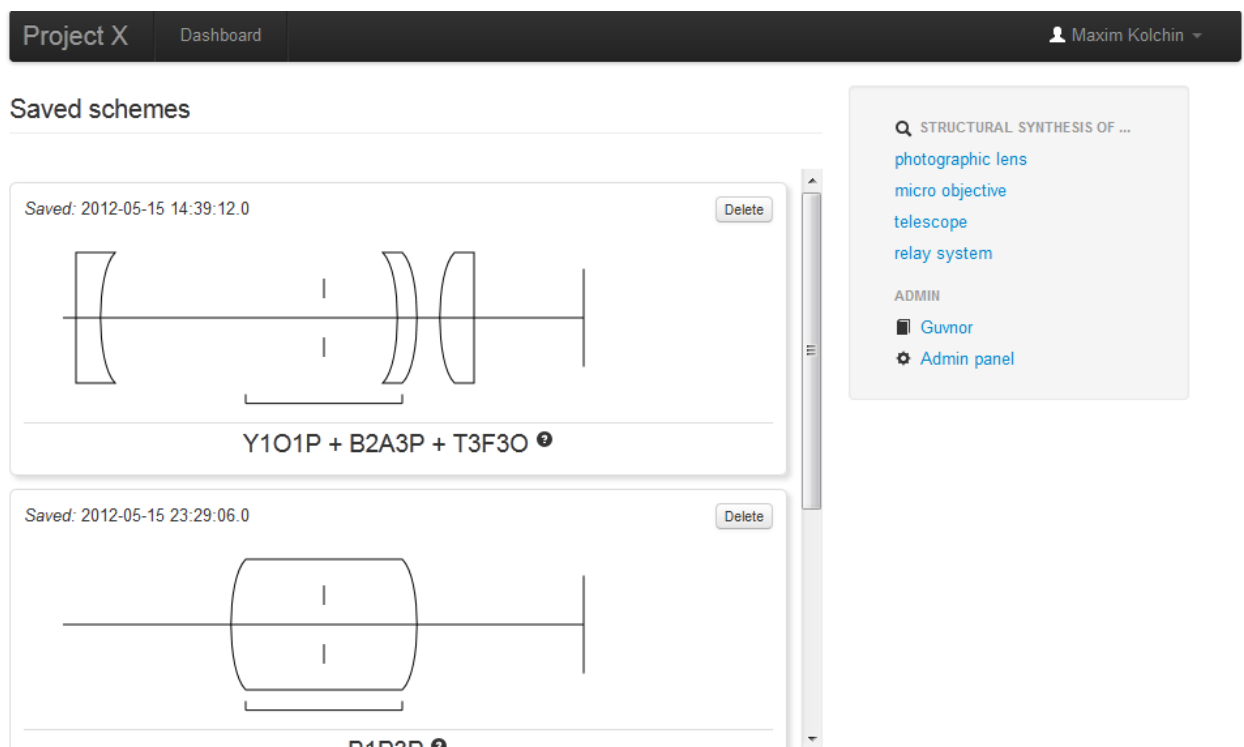 Project X Dashboard Maxim Kolchin
Saved schemes
Saved: 2012-05-15 14:39:12.0 Delete
Y1O1P + B2A3P + T3F3O
Saved: 2012-05-15 23:29:06.0 Delete
STRUCTURAL SYNTHESIS OF ...
photographic lens
micro objective
telescope
relay system
ADMIN
Guvnor
Admin panel